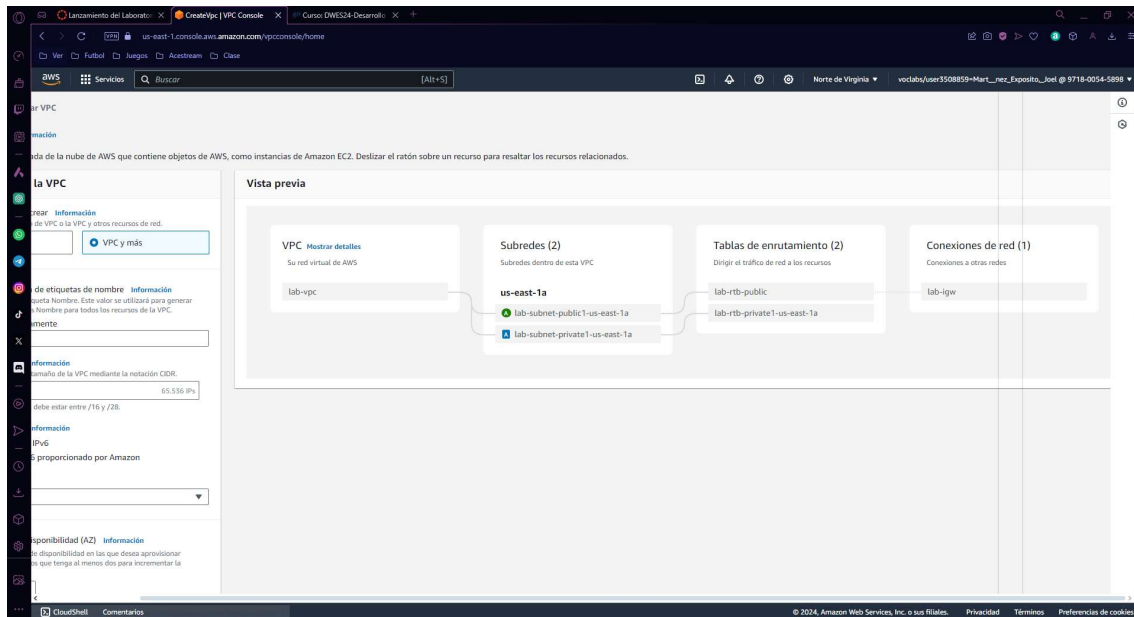 Lanzamiento del Laborator
CreateVpc | VPC Console
Curso: DWES24-Desarrollo
VPN
us-east-1.console.aws.amazon.com/vpcconsole/home
Ver Futbol Juegos Acestream Clase
aws Servicios Buscar [Alt+S] Norte de Virginia voclabs/user3508859=Mart__nez_Exposito,_Joel @ 9718-0054-5898
ar VPC
mación
ada de la nube de AWS que contiene objetos de AWS, como instancias de Amazon EC2. Deslizar el ratón sobre un recurso para resaltar los recursos relacionados.
la VPC
crear Información
de VPC o la VPC y otros recursos de red.
VPC y más
de etiquetas de nombre Información
queta Nombre. Este valor se utilizará para generar
s Nombre para todos los recursos de la VPC.
amente
nformación
tamaño de la VPC mediante la notación CIDR.
65.536 IPs
debe estar entre /16 y /28.
nformación
IPv6
6 proporcionado por Amazon
isponibilidad (AZ) Información
de disponibilidad en las que desea aprovisionar
os que tenga al menos dos para incrementar la
Vista previa
VPC Mostrar detalles
Su red virtual de AWS
lab-vpc
Subredes (2)
Subredes dentro de esta VPC
us-east-1a
A lab-subnet-public1-us-east-1a
A lab-subnet-private1-us-east-1a
Tablas de enrutamiento (2)
Dirigir el tráfico de red a los recursos
lab-rtb-public
lab-rtb-private1-us-east-1a
Conexiones de red (1)
Conexiones a otras redes
lab-igw
CloudShell Comentarios © 2024, Amazon Web Services, Inc. o sus filiales. Privacidad Términos Preferencias de cookies